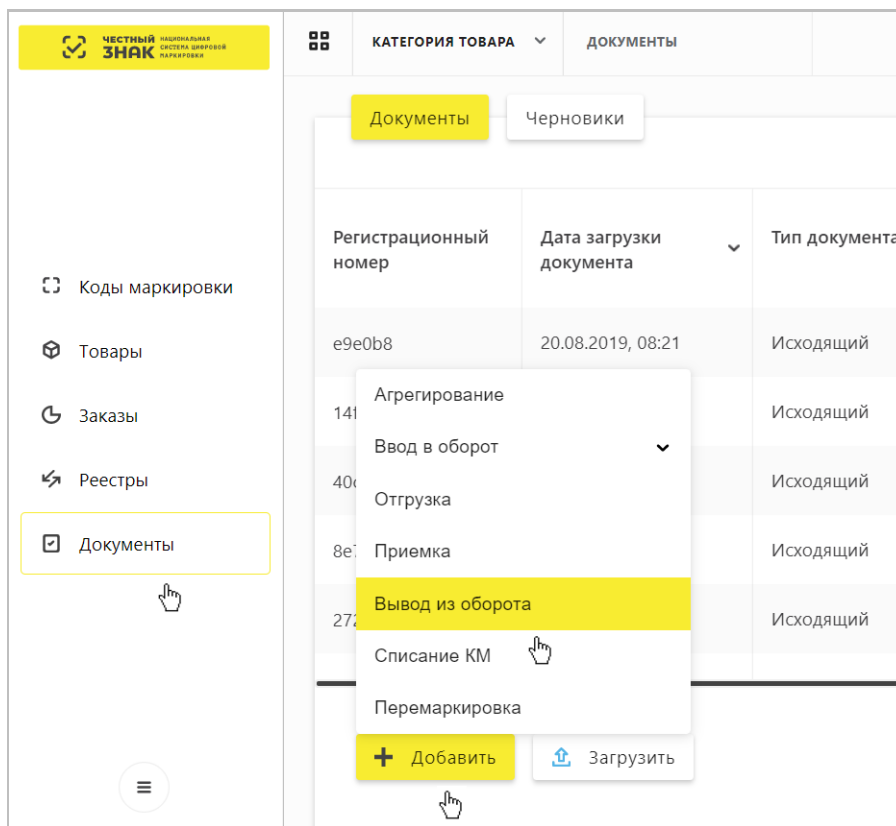 ЧЕСТНЫЙ ЗНАК
НАЦИОНАЛЬНАЯ
СИСТЕМА ЦИФРОВОЙ
МАРКИРОВКИ
КАТЕГОРИЯ ТОВАРА
ДОКУМЕНТЫ
Документы
Черновики
Коды маркировки
Товары
Заказы
Реестры
Документы
Регистрационный
номер
Дата загрузки
документа
Тип документа
e9e0b8
20.08.2019, 08:21
Исходящий
Исходящий
Исходящий
8e7
Исходящий
272
Исходящий
Агрегирование
Ввод в оборот
Отгрузка
Приемка
Вывод из оборота
Списание КМ
Перемаркировка
Добавить
Загрузить